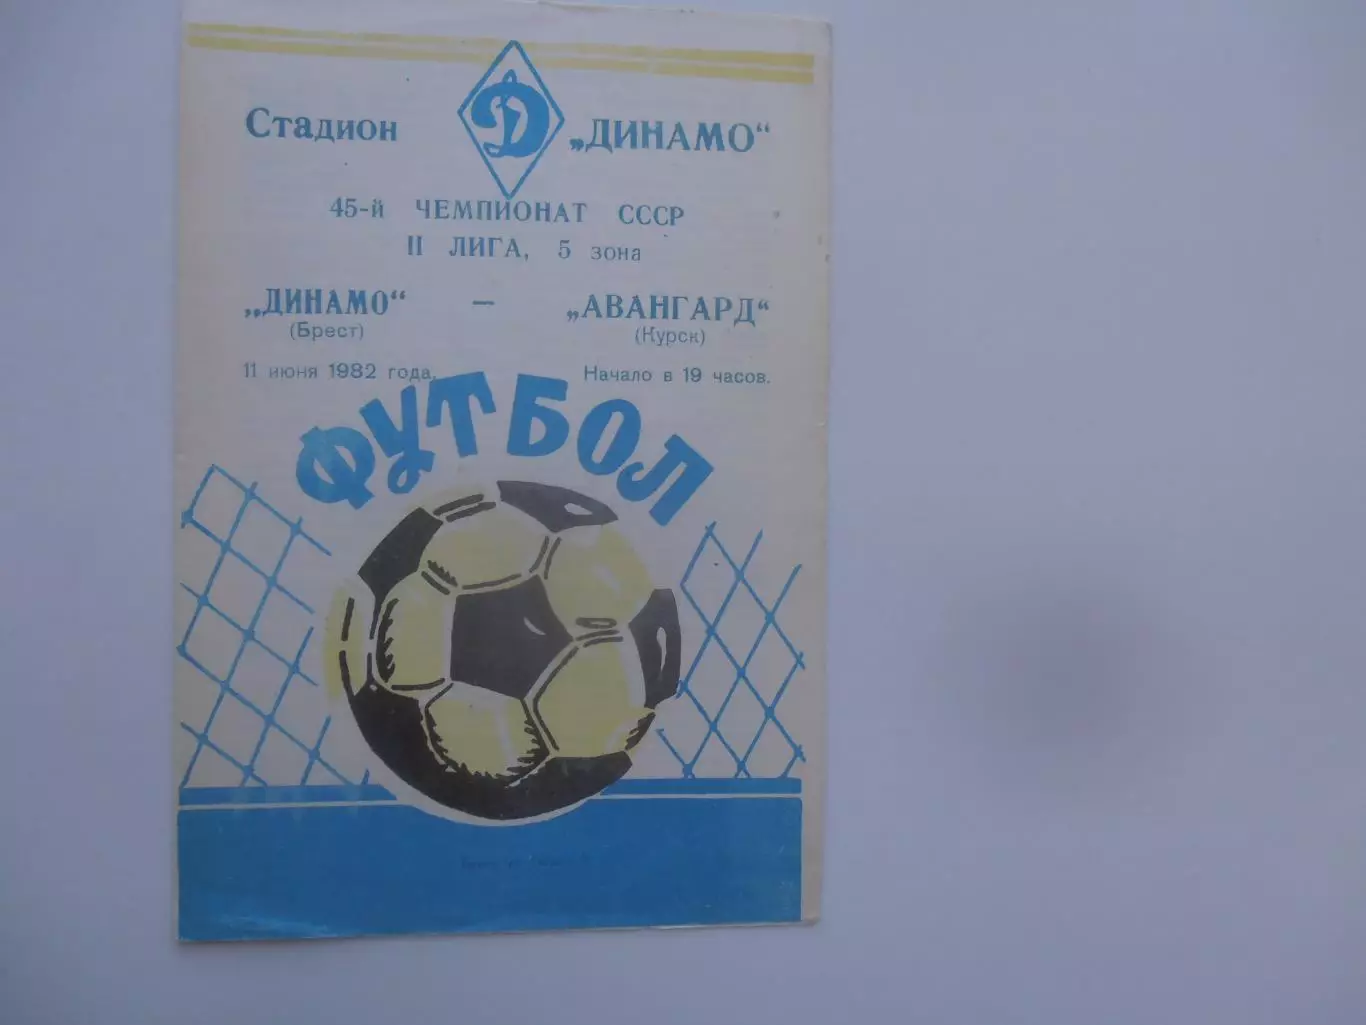 Стадион „ДИНАМО“
45-й ЧЕМПИОНАТ СССР
II ЛИГА, 5 зона
„ДИНАМО“ — „АВАНГАРД“
(Брест) (Курск)
11 июня 1982 года. Начало в 19 часов.
ФУТБОЛ